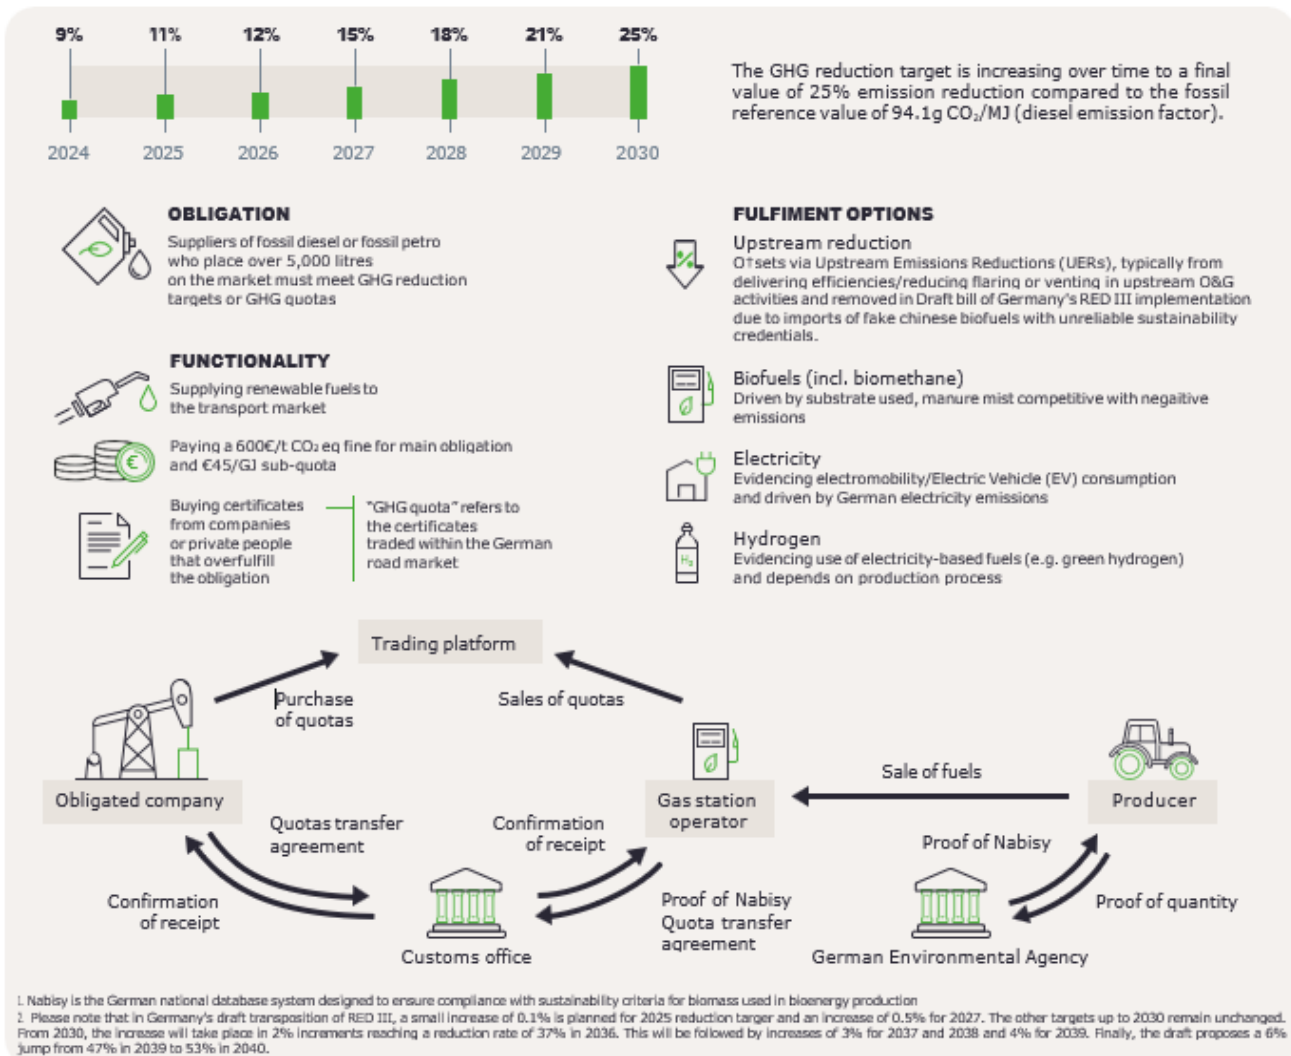 9% 11% 12% 15% 18% 21% 25%
2024 2025 2026 2027 2028 2029 2030
The GHG reduction target is increasing over time to a final
value of 25% emission reduction compared to the fossil
reference value of 94.1g CO₂/MJ (diesel emission factor).
OBLIGATION
Suppliers of fossil diesel or fossil petro
who place over 5,000 litres
on the market must meet GHG reduction
targets or GHG quotas
FUNCTIONALITY
Supplying renewable fuels to
the transport market
Paying a 600€/t CO₂ eq fine for main obligation
and €45/GJ sub-quota
€
Buying certificates
from companies
or private people
that overfulfill
the obligation
"GHG quota" refers to
the certificates
traded within the German
road market
FULFIMENT OPTIONS
%
Upstream reduction
O↑sets via Upstream Emissions Reductions (UERs), typically from
delivering efficiencies/reducing flaring or venting in upstream O&G
activities and removed in Draft bill of Germany's RED III implementation
due to imports of fake chinese biofuels with unreliable sustainability
credentials.
Biofuels (incl. biomethane)
Driven by substrate used, manure mist competitive with negaitive
emissions
Electricity
Evidencing electromobility/Electric Vehicle (EV) consumption
and driven by German electricity emissions
H₂
Hydrogen
Evidencing use of electricity-based fuels (e.g. green hydrogen)
and depends on production process
Trading platform
Purchase
of quotas
Sales of quotas
Obligated company
Gas station
operator
Sale of fuels
Producer
Quotas transfer
agreement
Confirmation
of receipt
Confirmation
of receipt
Proof of Nabisy
Quota transfer
agreement
Customs office
Proof of Nabisy
Proof of quantity
German Environmental Agency
1. Nabisy is the German national database system designed to ensure compliance with sustainability criteria for biomass used in bioenergy production
2. Please note that in Germany's draft transposition of RED III, a small increase of 0.1% is planned for 2025 reduction targer and an increase of 0.5% for 2027. The other targets up to 2030 remain unchanged.
From 2030, the increase will take place in 2% increments reaching a reduction rate of 37% in 2036. This will be followed by increases of 3% for 2037 and 2038 and 4% for 2039. Finally, the draft proposes a 6%
jump from 47% in 2039 to 53% in 2040.